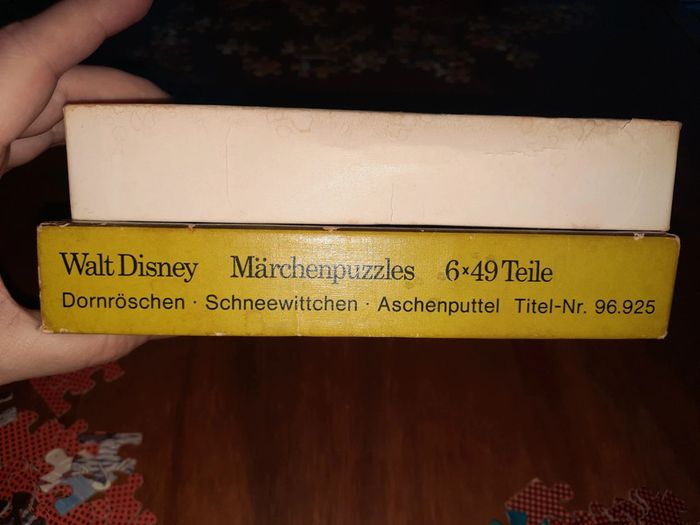 Walt Disney Märchenpuzzles 6×49 Teile
Dornröschen · Schneewittchen · Aschenputtel Titel-Nr. 96.925